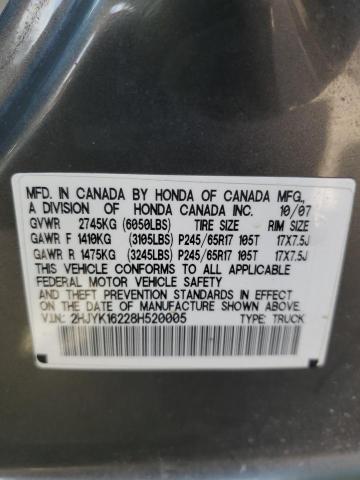 MFD. IN CANADA BY HONDA OF CANADA MFG.,
A DIVISION OF HONDA CANADA INC. 10/07
GVWR 2745KG (6050LBS) TIRE SIZE RIM SIZE
GAWR F 1410KG (3105LBS) P245/65R17 105T 17X7.5J
GAWR R 1475KG (3245LBS) P245/65R17 105T 17X7.5J
THIS VEHICLE CONFORMS TO ALL APPLICABLE
FEDERAL MOTOR VEHICLE SAFETY
AND THEFT PREVENTION STANDARDS IN EFFECT
ON THE DATE OF MANUFACTURE SHOWN ABOVE.
V.I.N.: 2HJYK16228H520005 TYPE: TRUCK